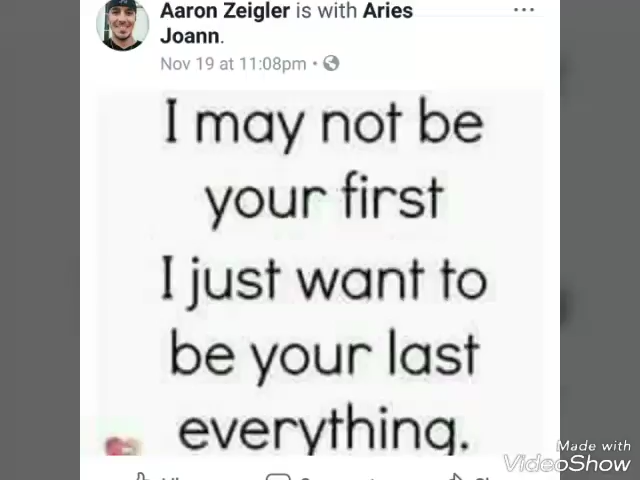 Aaron Zeigler is with Aries
Joann.
Nov 19 at 11:08pm
I may not be
your first
I just want to
be your last
everything.
Made with
VideoShow